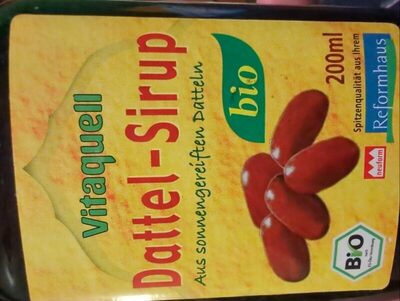 Vitaquell
Dattel-Sirup
Aus sonnengereiften Datteln
bio
200ml
Spitzenqualität aus Ihrem
Reformhaus
neuform
Bio